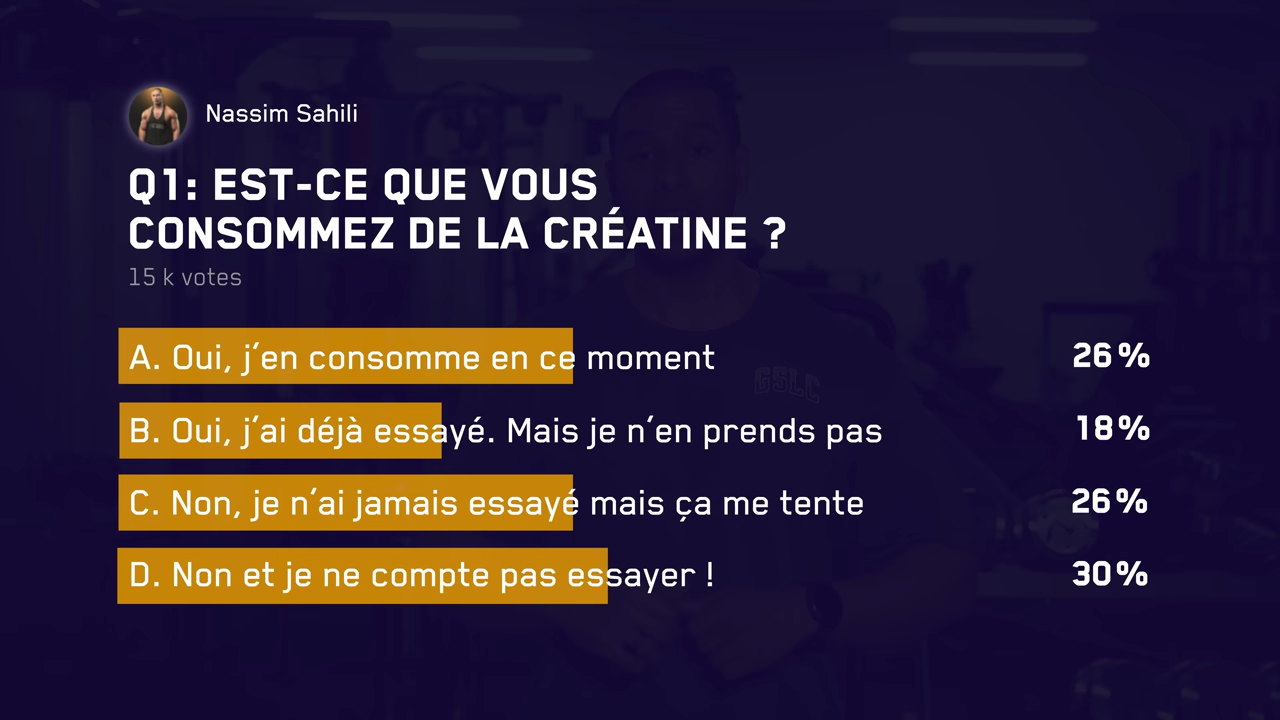 Nassim Sahili
Q1: EST-CE QUE VOUS
CONSOMMEZ DE LA CRÉATINE ?
15 k votes
A. Oui, j'en consomme en ce moment 26 %
B. Oui, j'ai déjà essayé. Mais je n'en prends pas 18 %
C. Non, je n'ai jamais essayé mais ça me tente 26 %
D. Non et je ne compte pas essayer ! 30 %
GSLC